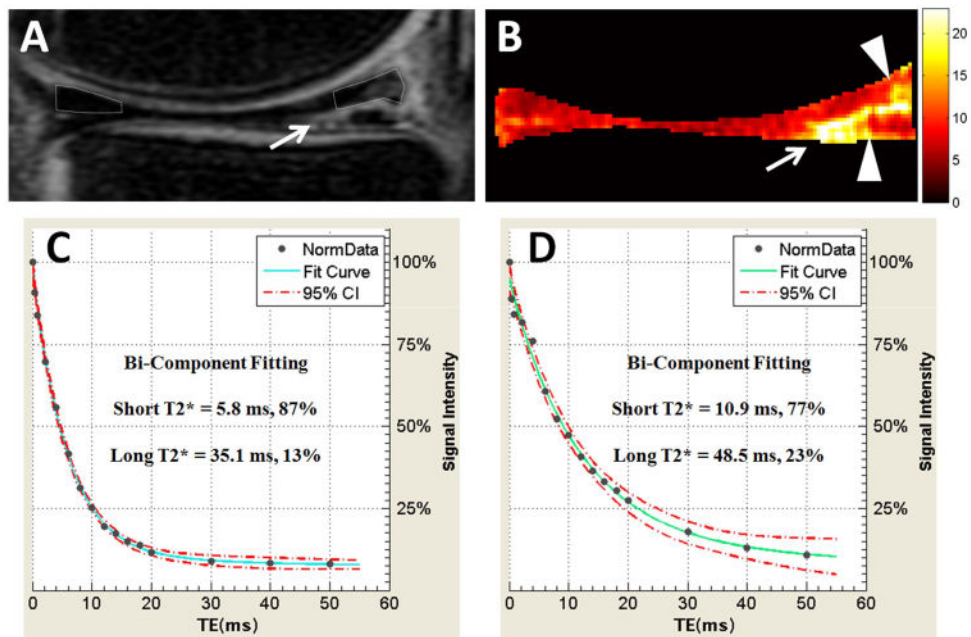 A
B
20
15
10
5
0
C
NormData
Fit Curve
95% CI
100%
75%
50%
25%
Signal Intensity
Bi-Component Fitting
Short T2* = 5.8 ms, 87%
Long T2* = 35.1 ms, 13%
0 10 20 30 40 50 60
TE(ms)
D
NormData
Fit Curve
95% CI
100%
75%
50%
25%
Signal Intensity
Bi-Component Fitting
Short T2* = 10.9 ms, 77%
Long T2* = 48.5 ms, 23%
0 10 20 30 40 50 60
TE(ms)